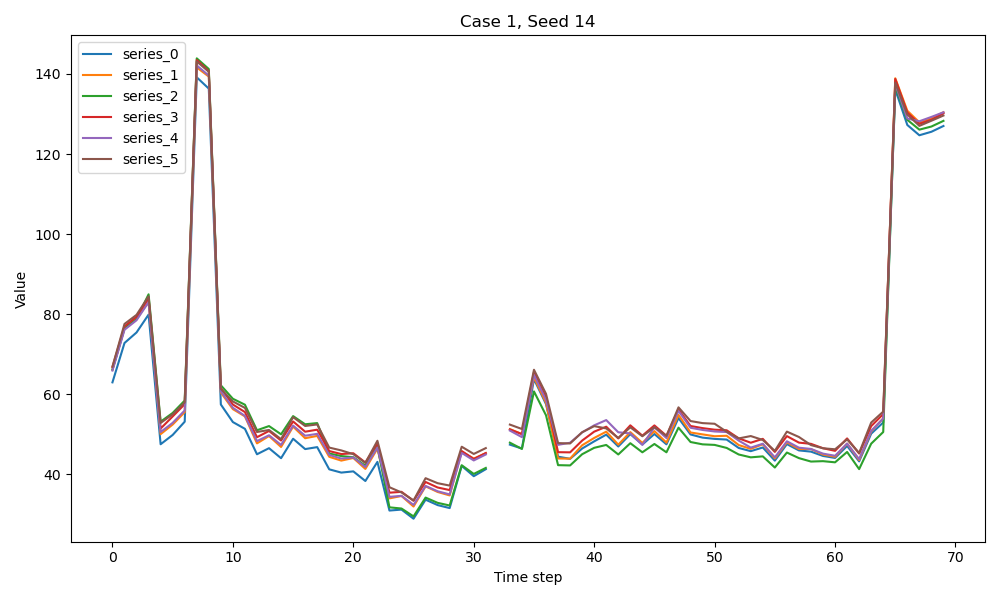 Case 1, Seed 14
series_0
series_1
series_2
series_3
series_4
series_5
Value
140
120
100
80
60
40
0 10 20 30 40 50 60 70
Time step